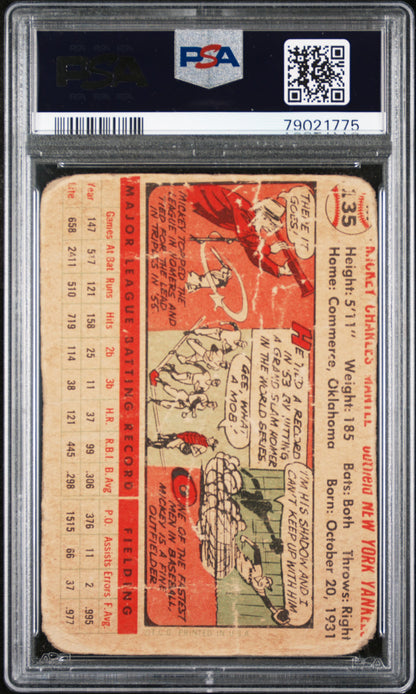 PSA
PSA
79021775
135
MICKEY CHARLES MANTLE outfield NEW YORK YANKEES
Height: 5'11" Weight: 185 Bats: Both Throws: Right
Home: Commerce, Oklahoma Born: October 20, 1931
THERE IT
GOES!
MICKEY TOPPED THE
LEAGUE IN HOMERS AND
TIED FOR THE LEAD
IN TRIPLES IN '55
HE TIED A RECORD
IN '53 BY HITTING
A GRAND SLAM HOMER
IN THE WORLD SERIES
GEE, WHAT
A MOB!
I'M HIS SHADOW AND I
CAN'T KEEP UP WITH HIM
OF THE FASTEST
MEN IN BASEBALL,
MICKEY IS A FINE
OUTFIELDER.
MAJOR LEAGUE BATTING RECORD FIELDING
Games At Bat Runs Hits 2b 3b H.R. R.B.I. B.Avg P.O. Assists Errors F.Avg.
Year 147 517 121 158 25 11 37 99 .306 376 11 2 .995
Life 658 2411 510 719 114 38 121 445 .298 1515 66 37 .977
PRINTED IN U.S.A.